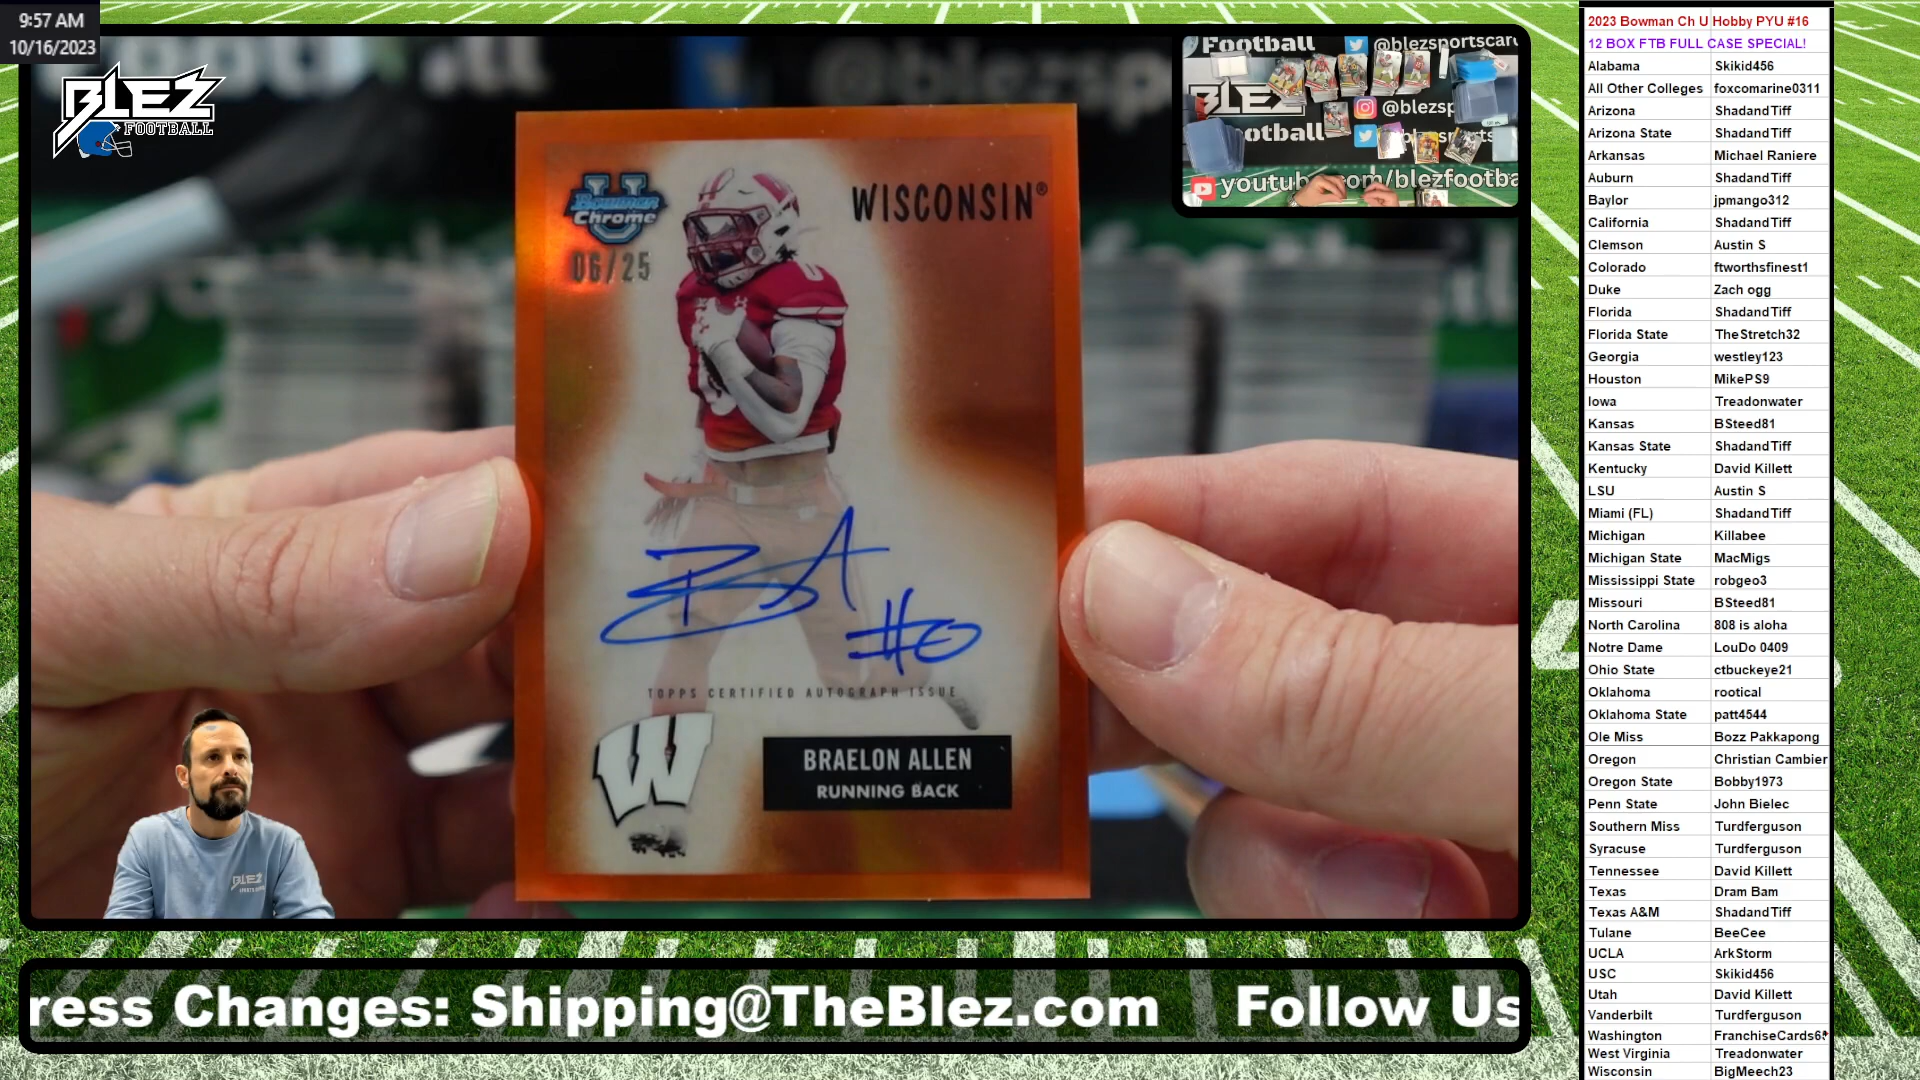 9:57 AM
10/16/2023
BLEZ
FOOTBALL
U
Bowman
Chrome
06/25
WISCONSIN®
BA #0
TOPPS CERTIFIED AUTOGRAPH ISSUE
W
BRAELON ALLEN
RUNNING BACK
Football @blezsportscar
BLEZ @blezsp
ootball
youtub com/blezfootba
BLEZ
ress Changes: Shipping@TheBlez.com Follow Us
2023 Bowman Ch U Hobby PYU #16
12 BOX FTB FULL CASE SPECIAL!
Alabama Skikid456
All Other Colleges foxcomarine0311
Arizona ShadandTiff
Arizona State ShadandTiff
Arkansas Michael Raniere
Auburn ShadandTiff
Baylor jpmango312
California ShadandTiff
Clemson Austin S
Colorado ftworthsfinest1
Duke Zach ogg
Florida ShadandTiff
Florida State TheStretch32
Georgia westley123
Houston MikePS9
Iowa Treadonwater
Kansas BSteed81
Kansas State ShadandTiff
Kentucky David Killett
LSU Austin S
Miami (FL) ShadandTiff
Michigan Killabee
Michigan State MacMigs
Mississippi State robgeo3
Missouri BSteed81
North Carolina 808 is aloha
Notre Dame LouDo 0409
Ohio State ctbuckeye21
Oklahoma rootical
Oklahoma State patt4544
Ole Miss Bozz Pakkapong
Oregon Christian Cambier
Oregon State Bobby1973
Penn State John Bielec
Southern Miss Turdferguson
Syracuse Turdferguson
Tennessee David Killett
Texas Dram Bam
Texas A&M ShadandTiff
Tulane BeeCee
UCLA ArkStorm
USC Skikid456
Utah David Killett
Vanderbilt Turdferguson
Washington FranchiseCards6
West Virginia Treadonwater
Wisconsin BigMeech23